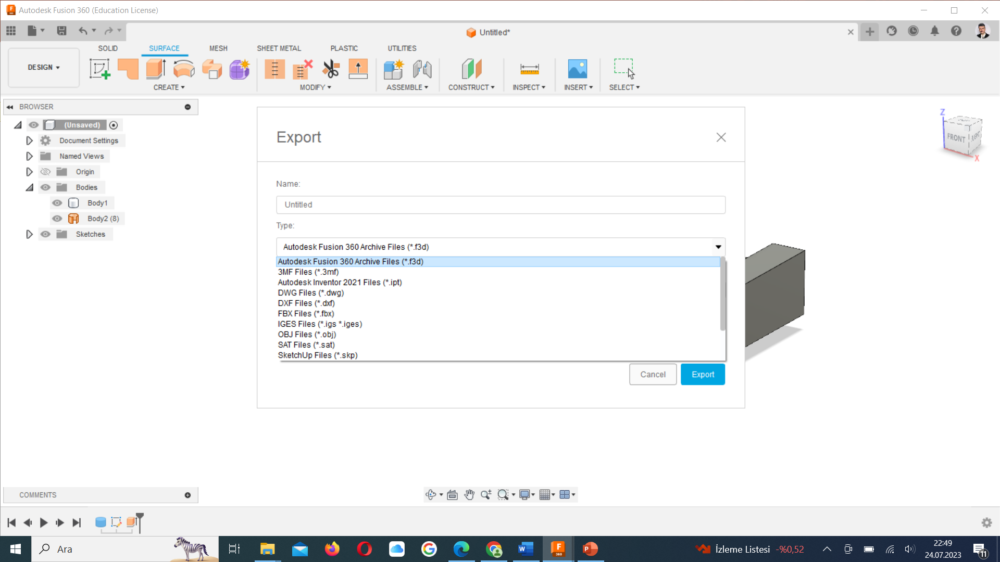 Autodesk Fusion 360 (Education License)
Untitled*
SOLID
SURFACE
MESH
SHEET METAL
PLASTIC
UTILITIES
DESIGN
CREATE
MODIFY
ASSEMBLE
CONSTRUCT
INSPECT
INSERT
SELECT
BROWSER
(Unsaved)
Document Settings
Named Views
Origin
Bodies
Body1
Body2 (8)
Sketches
Export
Name:
Untitled
Type:
Autodesk Fusion 360 Archive Files (*.f3d)
Autodesk Fusion 360 Archive Files (*.f3d)
3MF Files (*.3mf)
Autodesk Inventor 2021 Files (*.ipt)
DWG Files (*.dwg)
DXF Files (*.dxf)
FBX Files (*.fbx)
IGES Files (*.igs *.iges)
OBJ Files (*.obj)
SAT Files (*.sat)
SketchUp Files (*.skp)
Cancel
Export
Z
FRONT
X
COMMENTS
Ara
İzleme Listesi -%0,52
22:49
24.07.2023
11